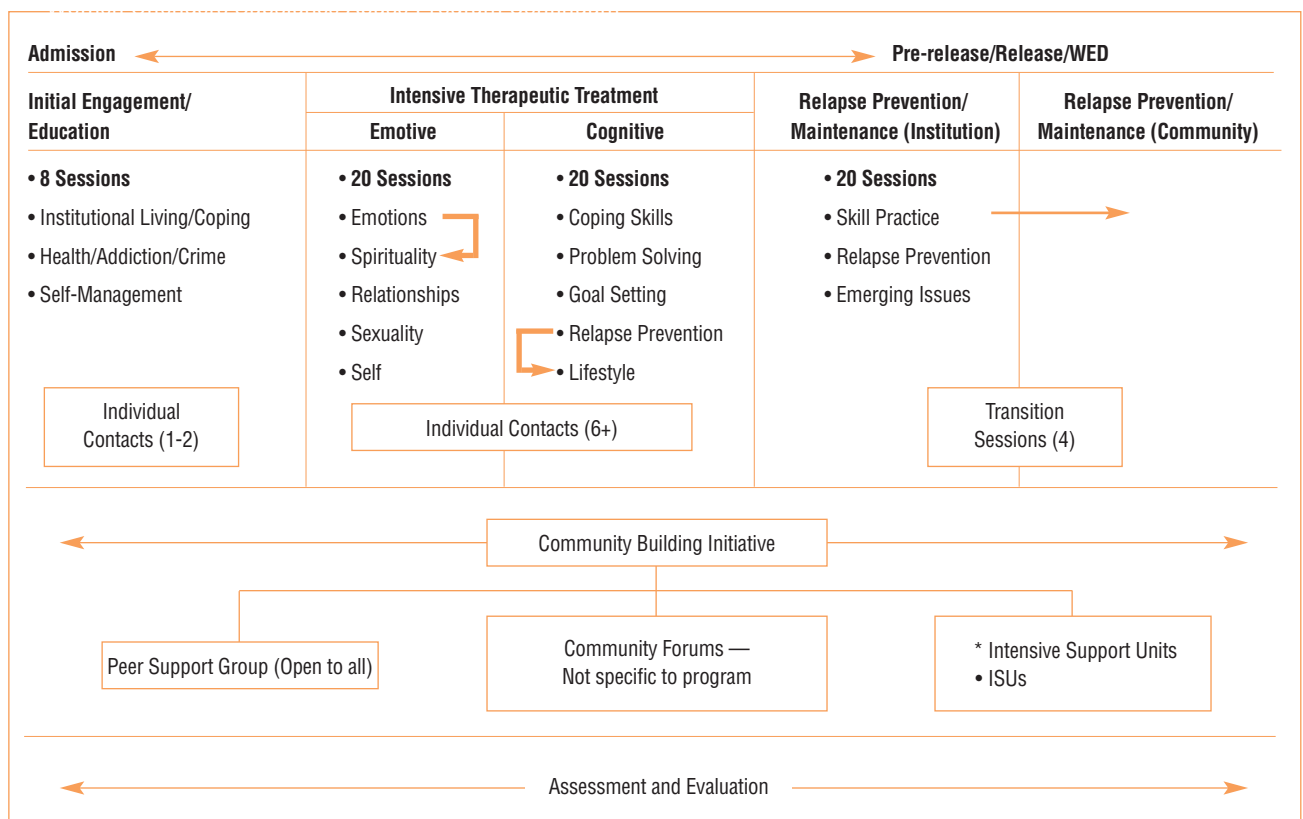 Admission
Pre-release/Release/WED
Initial Engagement/
Education
Intensive Therapeutic Treatment
Emotive
Cognitive
Relapse Prevention/
Maintenance (Institution)
Relapse Prevention/
Maintenance (Community)
• 8 Sessions
• Institutional Living/Coping
• Health/Addiction/Crime
• Self-Management
• 20 Sessions
• Emotions
• Spirituality
• Relationships
• Sexuality
• Self
• 20 Sessions
• Coping Skills
• Problem Solving
• Goal Setting
• Relapse Prevention
• Lifestyle
• 20 Sessions
• Skill Practice
• Relapse Prevention
• Emerging Issues
Individual
Contacts (1-2)
Individual Contacts (6+)
Transition
Sessions (4)
Community Building Initiative
Peer Support Group (Open to all)
Community Forums —
Not specific to program
* Intensive Support Units
• ISUs
Assessment and Evaluation